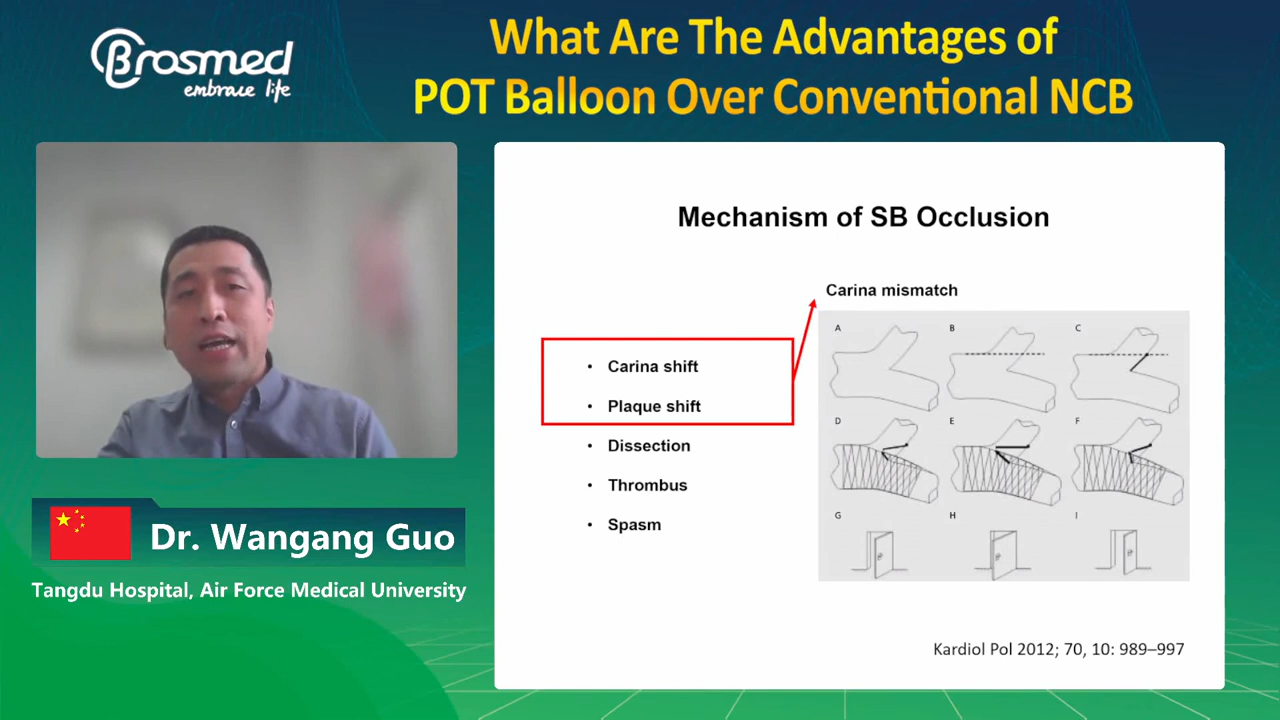 Brosmed
embrace life
What Are The Advantages of
POT Balloon Over Conventional NCB
Dr. Wangang Guo
Tangdu Hospital, Air Force Medical University
Mechanism of SB Occlusion
Carina mismatch
• Carina shift
• Plaque shift
• Dissection
• Thrombus
• Spasm
A B C
D E F
G H I
Kardiol Pol 2012; 70, 10: 989–997